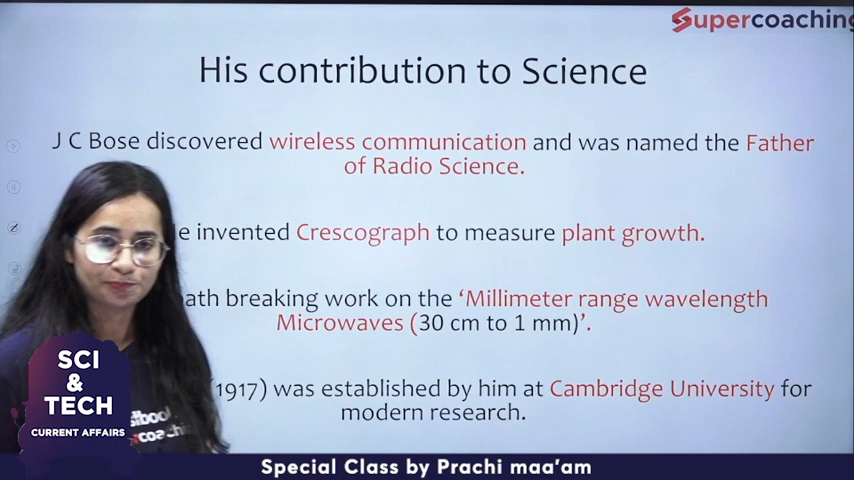 Supercoaching
His contribution to Science
J C Bose discovered wireless communication and was named the Father
of Radio Science.
invented Crescograph to measure plant growth.
breaking work on the ‘Millimeter range wavelength
Microwaves (30 cm to 1 mm)’.
(1917) was established by him at Cambridge University for
modern research.
SCI
&
TECH
CURRENT AFFAIRS
Special Class by Prachi maa’am